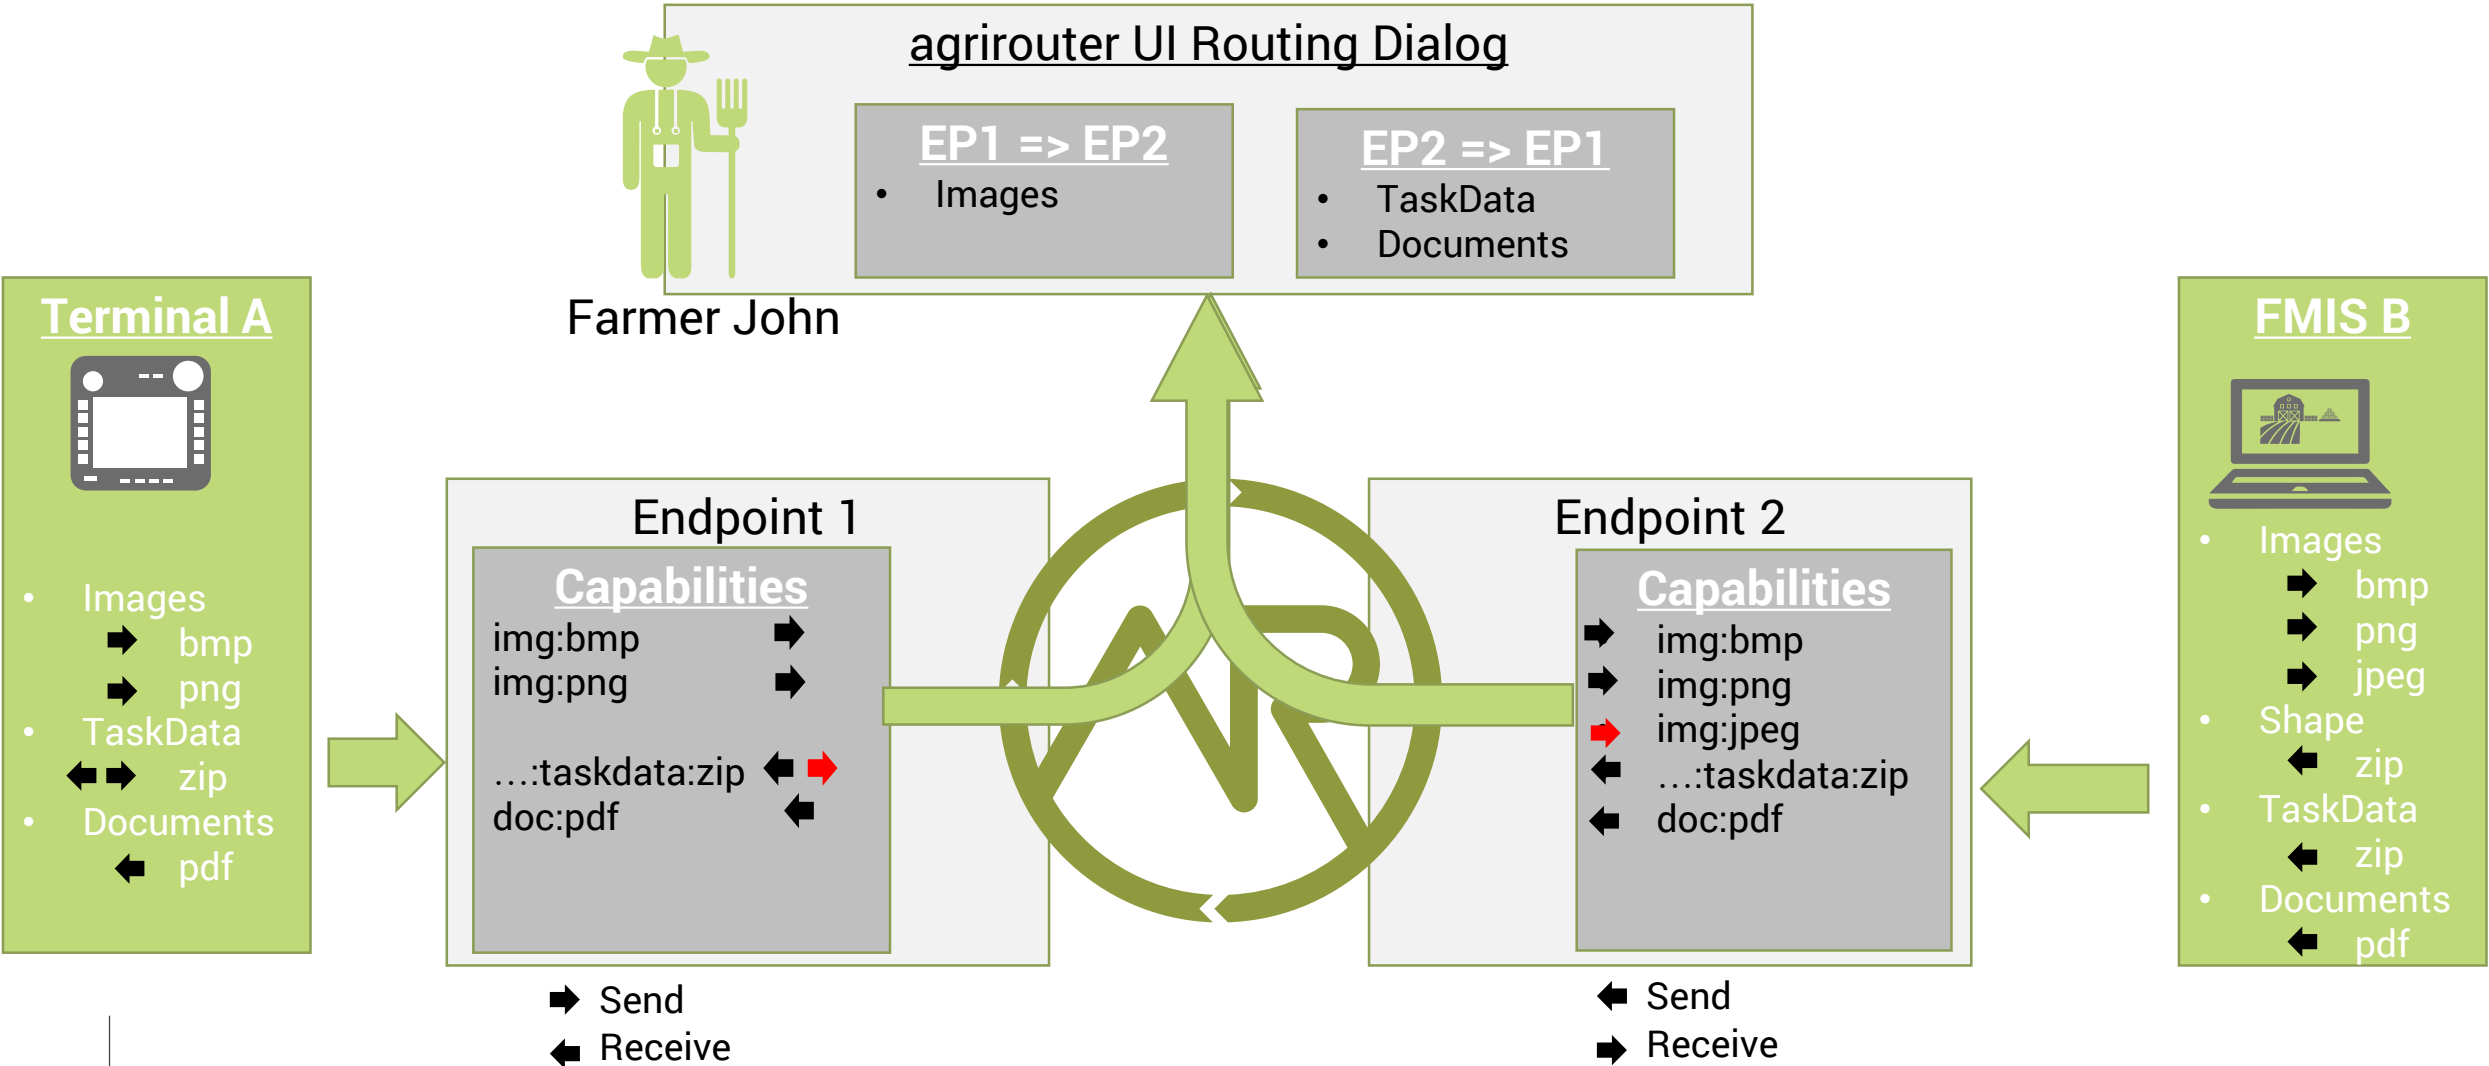 agrirouter UI Routing Dialog
EP1 => EP2
• Images
EP2 => EP1
• TaskData
• Documents
Farmer John
Terminal A
• Images
bmp
png
• TaskData
zip
• Documents
pdf
Endpoint 1
Capabilities
img:bmp
img:png
...:taskdata:zip
doc:pdf
Send
Receive
Endpoint 2
Capabilities
img:bmp
img:png
img:jpeg
...:taskdata:zip
doc:pdf
Send
Receive
FMIS B
• Images
bmp
png
jpeg
• Shape
zip
• TaskData
zip
• Documents
pdf